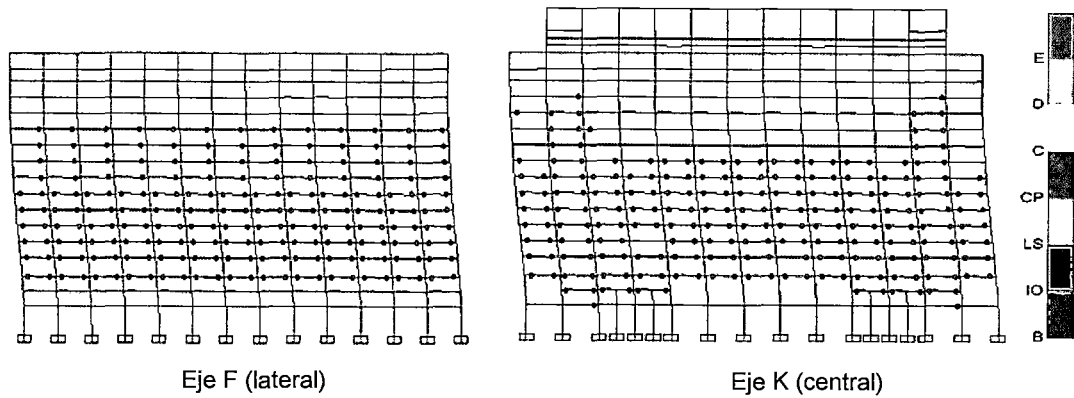 E
D
C
CP
LS
IO
B
Eje F (lateral)
Eje K (central)